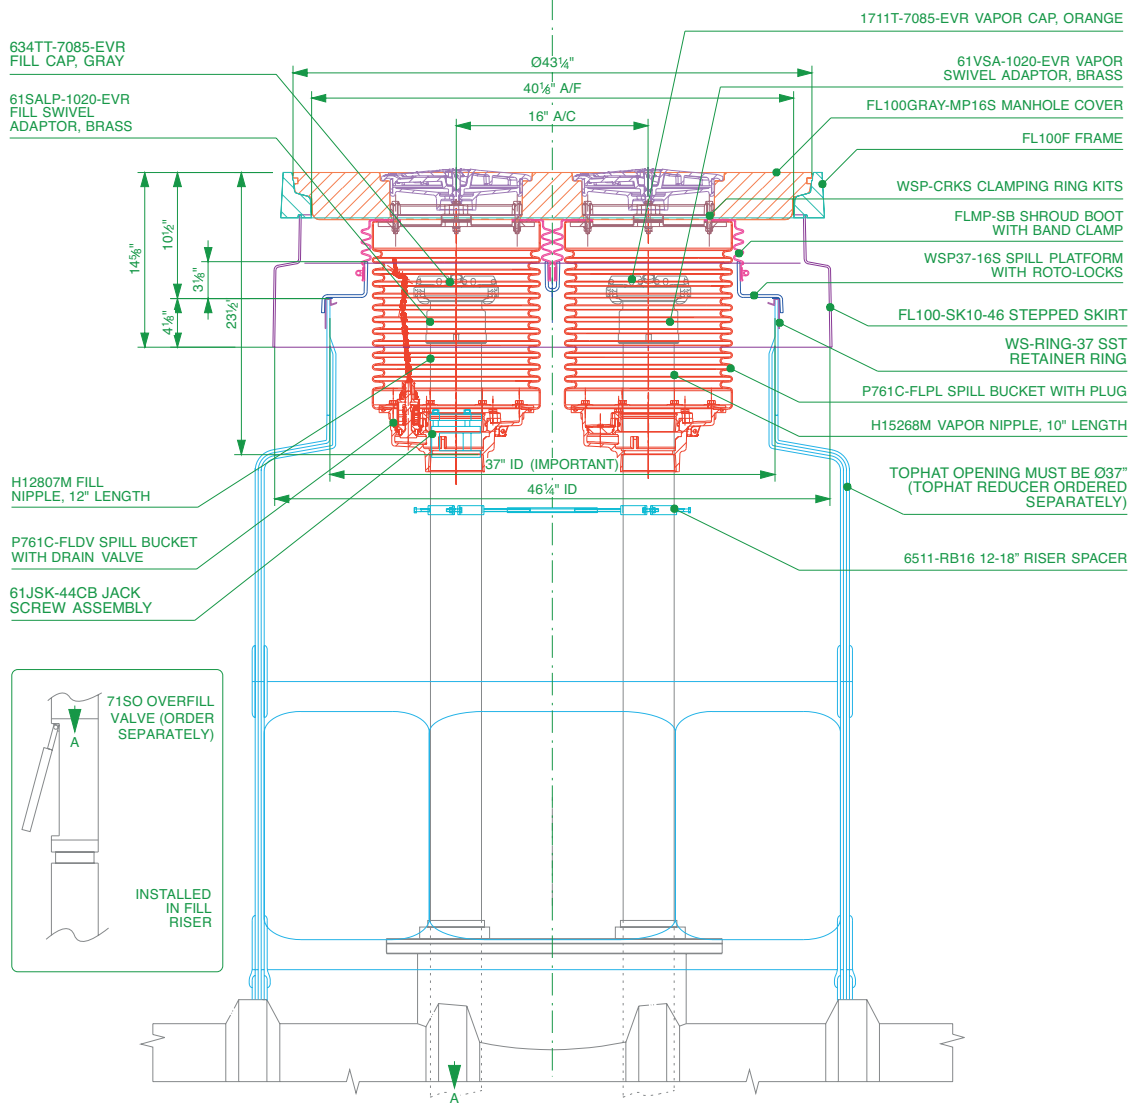 634TT-7085-EVR
FILL CAP, GRAY
61SALP-1020-EVR
FILL SWIVEL
ADAPTOR, BRASS
Ø43¼"
40⅛" A/F
16" A/C
1711T-7085-EVR VAPOR CAP, ORANGE
61VSA-1020-EVR VAPOR
SWIVEL ADAPTOR, BRASS
FL100GRAY-MP16S MANHOLE COVER
FL100F FRAME
WSP-CRKS CLAMPING RING KITS
FLMP-SB SHROUD BOOT
WITH BAND CLAMP
WSP37-16S SPILL PLATFORM
WITH ROTO-LOCKS
FL100-SK10-46 STEPPED SKIRT
WS-RING-37 SST
RETAINER RING
P761C-FLPL SPILL BUCKET WITH PLUG
H15268M VAPOR NIPPLE, 10" LENGTH
TOPHAT OPENING MUST BE Ø37”
(TOPHAT REDUCER ORDERED
SEPARATELY)
6511-RB16 12-18” RISER SPACER
14⅝"
10½"
3⅛"
4⅛"
23½"
37" ID (IMPORTANT)
46¼" ID
H12807M FILL
NIPPLE, 12" LENGTH
P761C-FLDV SPILL BUCKET
WITH DRAIN VALVE
61JSK-44CB JACK
SCREW ASSEMBLY
71SO OVERFILL
VALVE (ORDER
SEPARATELY)
A
INSTALLED
IN FILL
RISER
A